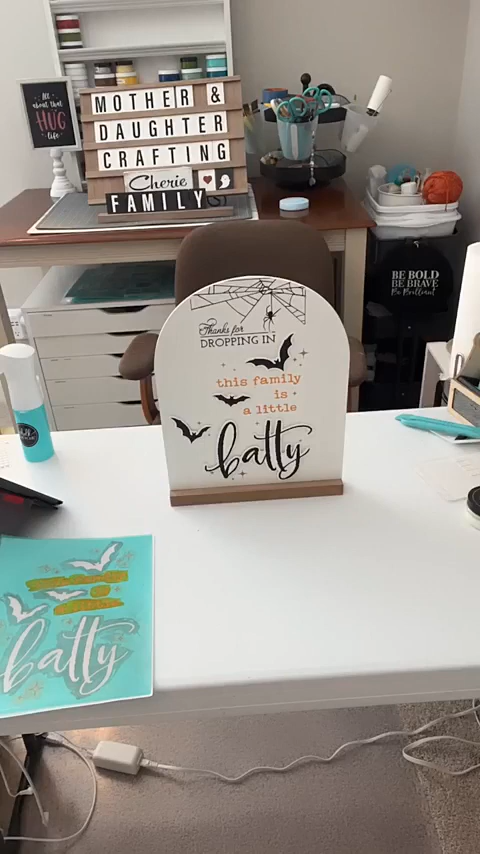 All
about that
HUG
life
MOTHER &
DAUGHTER
CRAFTING
Cherie
FAMILY
BE BOLD
BE BRAVE
Be Brilliant
Thanks for
DROPPING IN
this family
is
a little
batty
batty